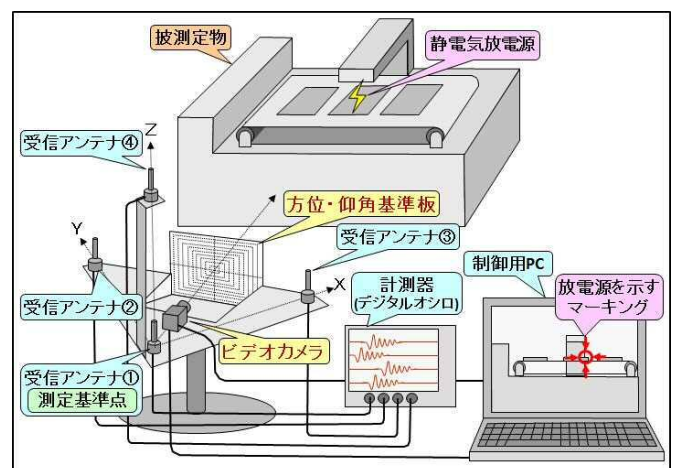 披測定物
静電気放電源
Z
受信アンテナ④
方位・仰角基準板
Y
受信アンテナ③
X
制御用PC
計測器
(デジタルオシロ)
放電源を示す
マーキング
受信アンテナ②
ビデオカメラ
受信アンテナ①
測定基準点